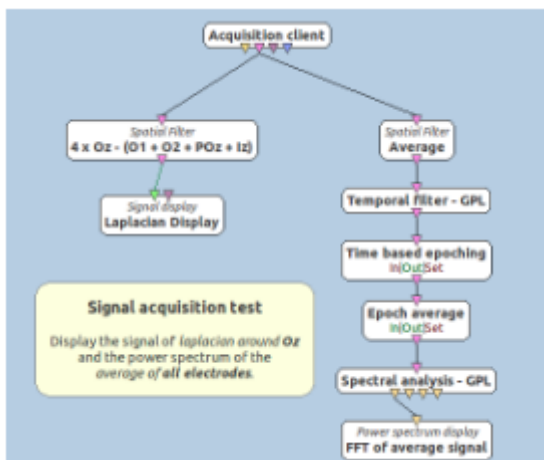 Acquisition client
Spatial Filter
4 x Oz - (O1 + O2 + POz + Iz)
Signal display
Laplacian Display
Signal acquisition test
Display the signal of laplacian around Oz
and the power spectrum of the
average of all electrodes.
Spatial Filter
Average
Temporal filter - GPL
Time based epoching
In|Out|Set
Epoch average
In|Out|Set
Spectral analysis - GPL
Power spectrum display
FFT of average signal